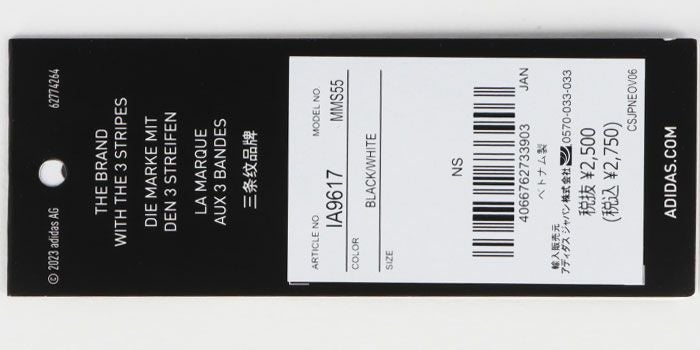 62774264
THE BRAND
WITH THE 3 STRIPES
DIE MARKE MIT
DEN 3 STREIFEN
LA MARQUE
AUX 3 BANDES
三条纹品牌
© 2023 adidas AG
ARTICLE NO.
IA9617
MODEL NO.
MMS55
COLOR
BLACK/WHITE
SIZE
NS
JAN
4066762733903
ベトナム製
輸入販売元
アディダス ジャパン株式会社 0570-033-033
税抜 ¥2,500
(税込 ¥2,750)
CSJPNEOV06
ADIDAS.COM